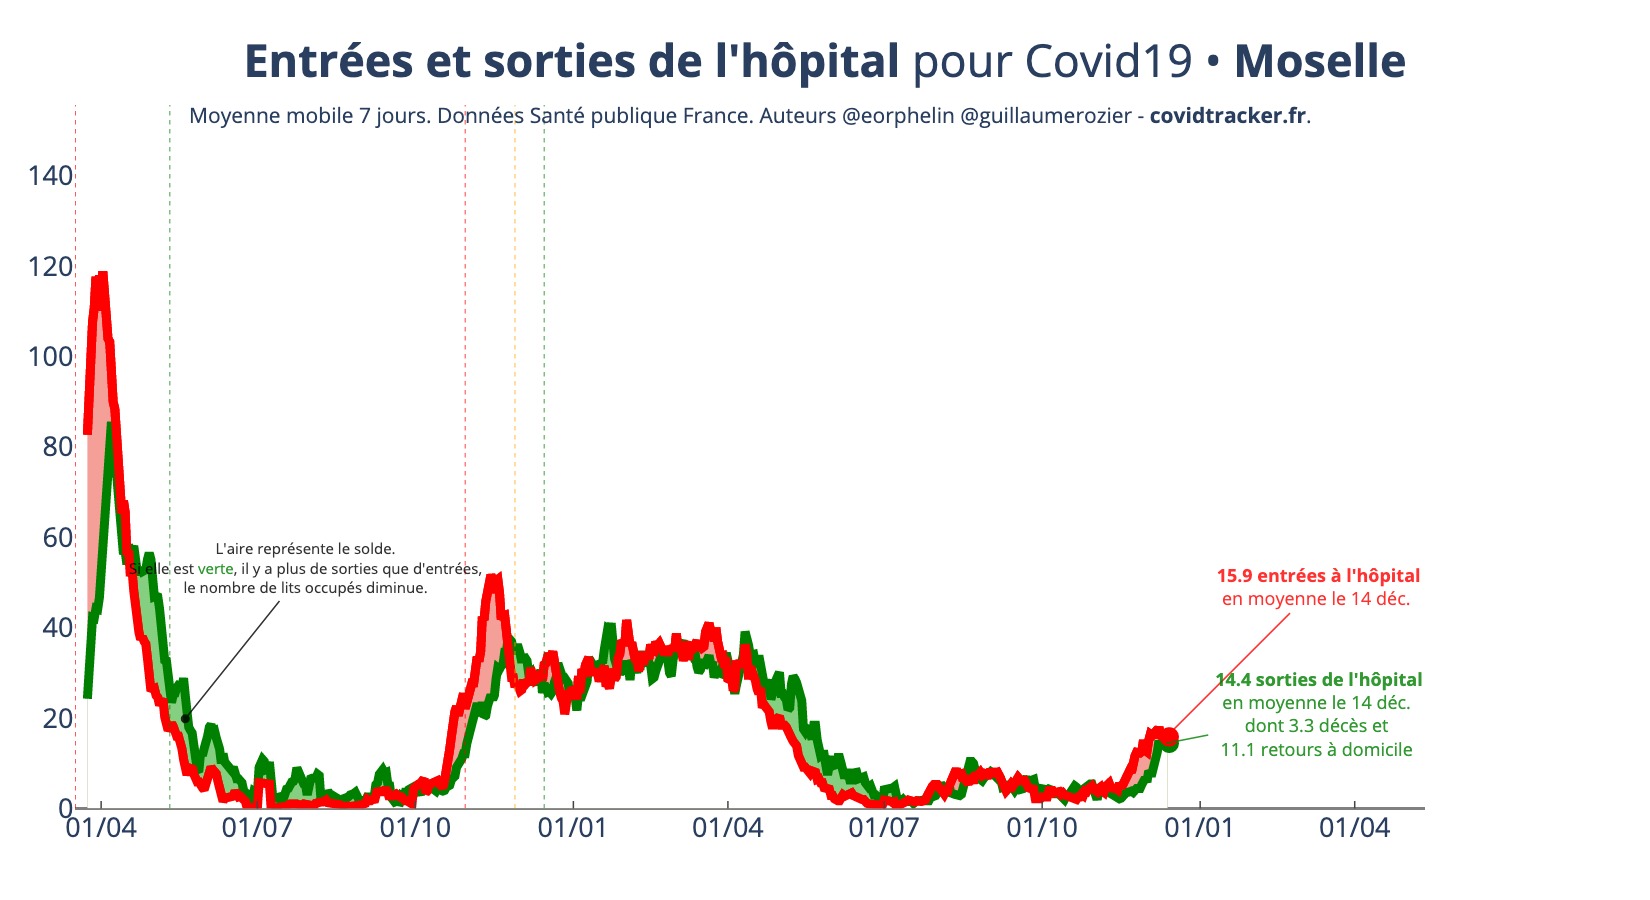 Entrées et sorties de l'hôpital pour Covid19 • Moselle
Moyenne mobile 7 jours. Données Santé publique France. Auteurs @eorphelin @guillaumerozier - covidtracker.fr.
140
120
100
80
60
40
20
0
L'aire représente le solde.
Si elle est verte, il y a plus de sorties que d'entrées,
le nombre de lits occupés diminue.
15.9 entrées à l'hôpital
en moyenne le 14 déc.
14.4 sorties de l'hôpital
en moyenne le 14 déc.
dont 3.3 décès et
11.1 retours à domicile
01/04 01/07 01/10 01/01 01/04 01/07 01/10 01/01 01/04